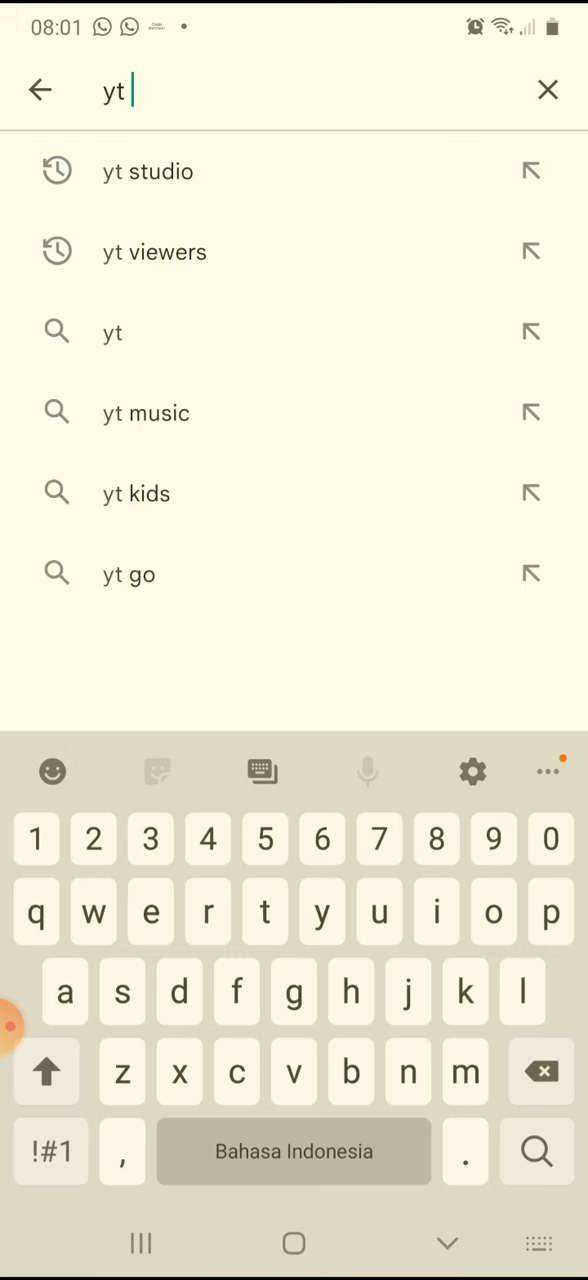 08:01
yt
yt studio
yt viewers
yt
yt music
yt kids
yt go
1 2 3 4 5 6 7 8 9 0
q w e r t y u i o p
a s d f g h j k l
z x c v b n m
!#1 , Bahasa Indonesia .